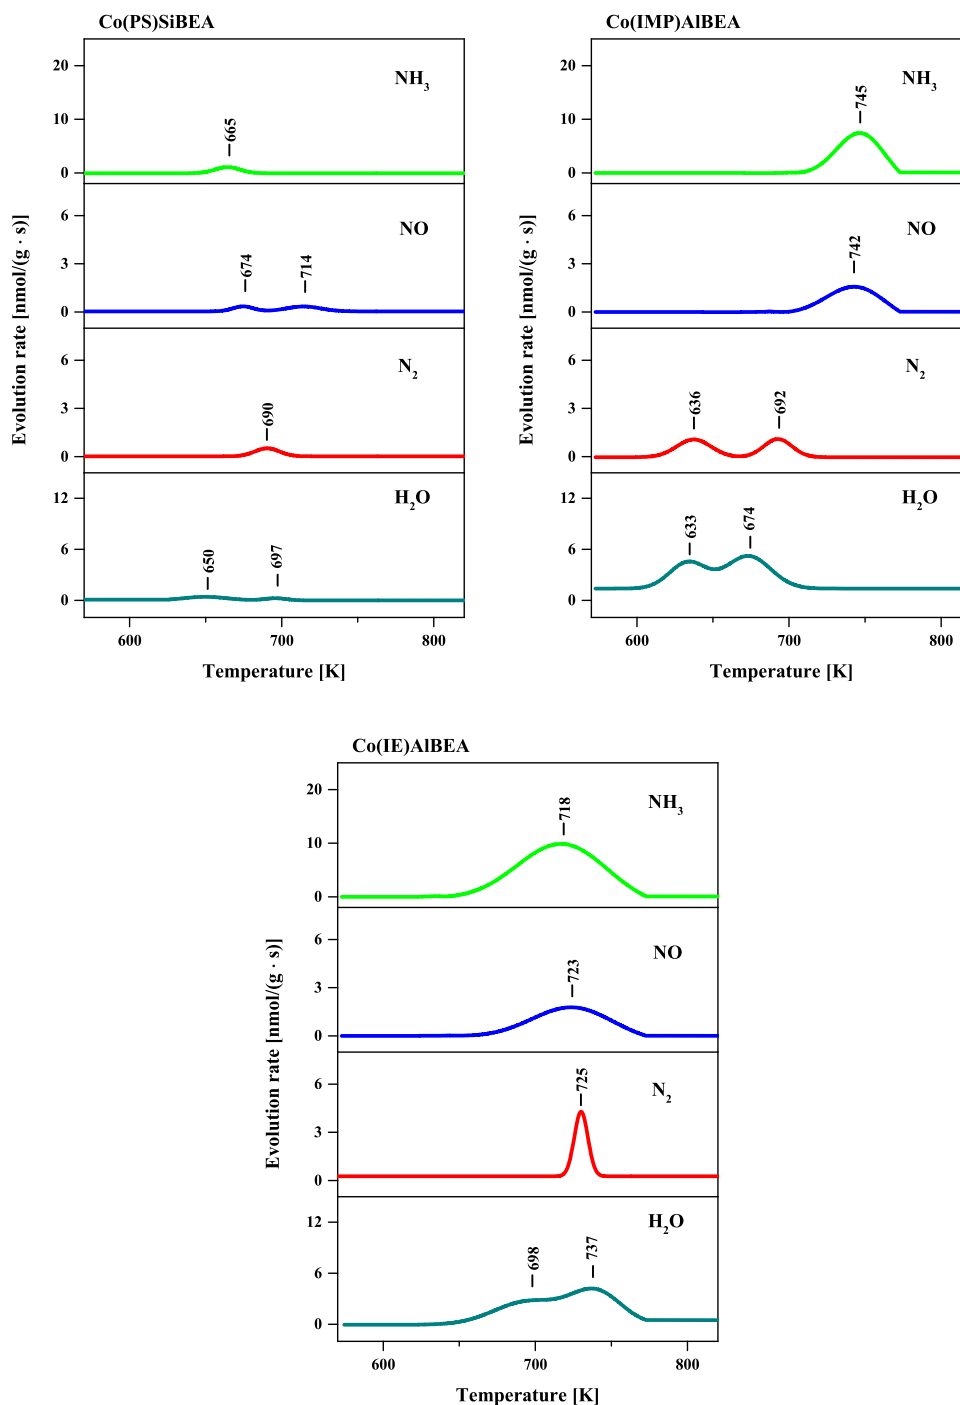 Co(PS)SiBEA
Evolution rate [nmol/(g · s)]
20
10
0
NH3
665
6
3
0
NO
674
714
6
3
0
N2
690
12
6
0
H2O
650
697
600
700
800
Temperature [K]
Co(IMP)AlBEA
Evolution rate [nmol/(g · s)]
20
10
0
NH3
745
6
3
0
NO
742
6
3
0
N2
636
692
12
6
0
H2O
633
674
600
700
800
Temperature [K]
Co(IE)AlBEA
Evolution rate [nmol/(g · s)]
20
10
0
NH3
718
6
3
0
NO
723
6
3
0
N2
725
12
6
0
H2O
698
737
600
700
800
Temperature [K]